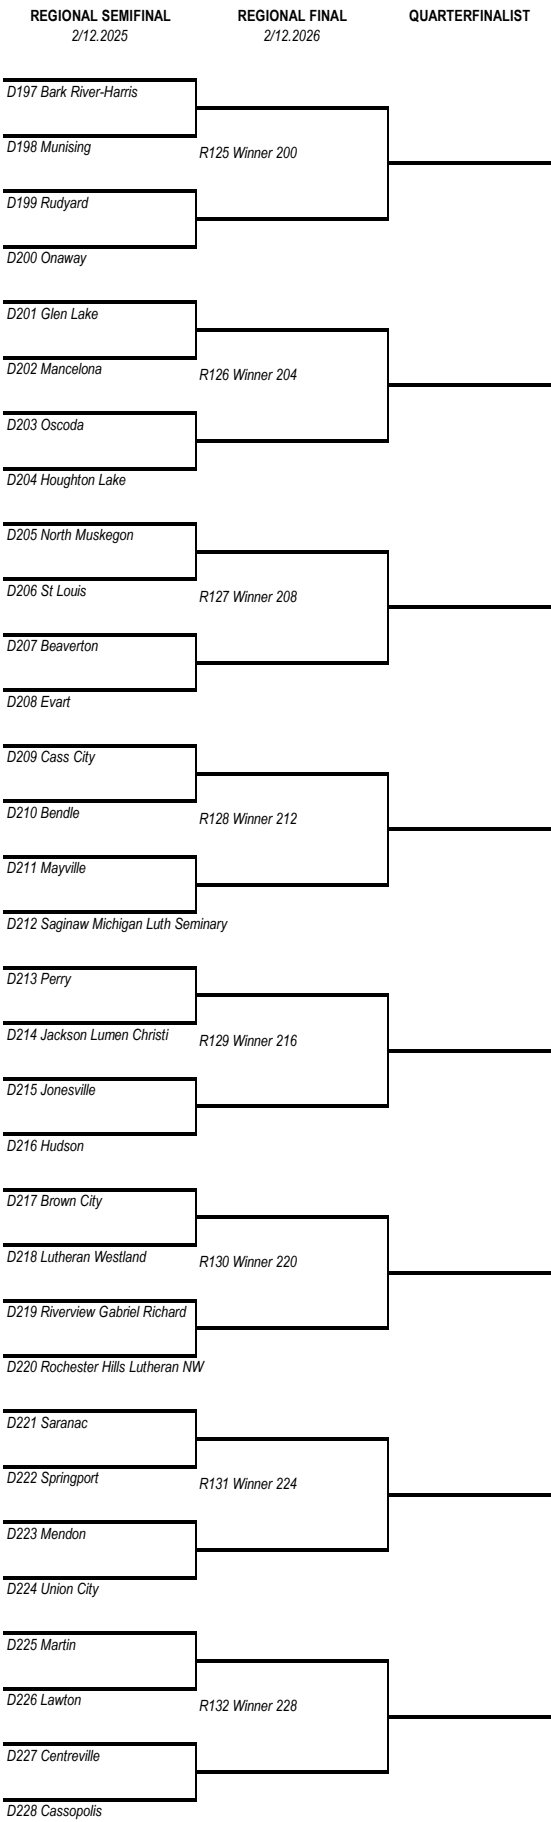 REGIONAL SEMIFINAL REGIONAL FINAL QUARTERFINALIST
2/12.2025 2/12.2026
D197 Bark River-Harris
D198 Munising
R125 Winner 200
D199 Rudyard
D200 Onaway
D201 Glen Lake
D202 Mancelona
R126 Winner 204
D203 Oscoda
D204 Houghton Lake
D205 North Muskegon
D206 St Louis
R127 Winner 208
D207 Beaverton
D208 Evart
D209 Cass City
D210 Bendle
R128 Winner 212
D211 Mayville
D212 Saginaw Michigan Luth Seminary
D213 Perry
D214 Jackson Lumen Christi
R129 Winner 216
D215 Jonesville
D216 Hudson
D217 Brown City
D218 Lutheran Westland
R130 Winner 220
D219 Riverview Gabriel Richard
D220 Rochester Hills Lutheran NW
D221 Saranac
D222 Springport
R131 Winner 224
D223 Mendon
D224 Union City
D225 Martin
D226 Lawton
R132 Winner 228
D227 Centreville
D228 Cassopolis